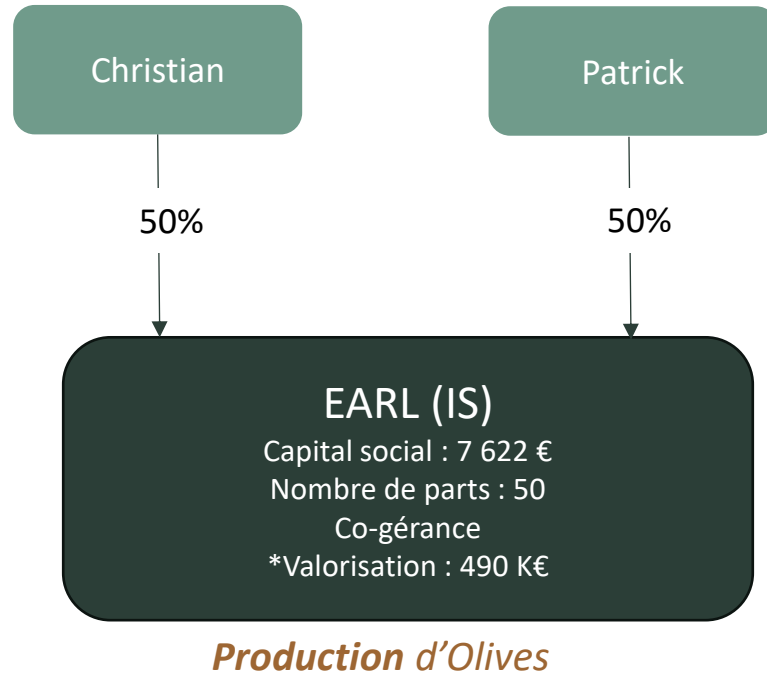 Christian
Patrick
50%
50%
EARL (IS)
Capital social : 7 622 €
Nombre de parts : 50
Co-gérance
*Valorisation : 490 K€
Production d’Olives